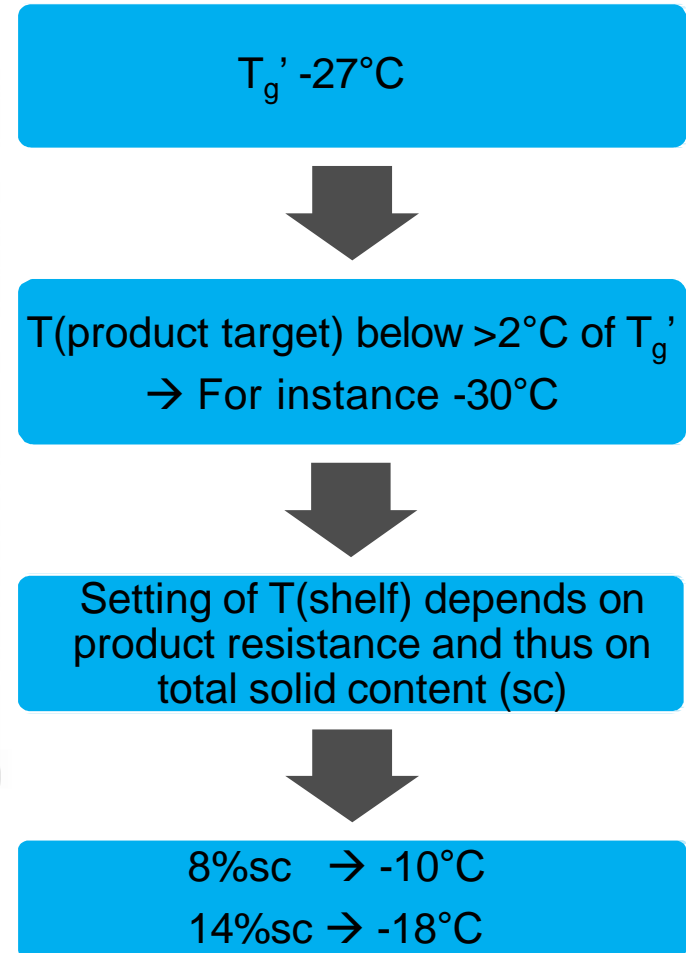 Tg’ -27°C
T(product target) below >2°C of Tg’
→ For instance -30°C
Setting of T(shelf) depends on
product resistance and thus on
total solid content (sc)
8%sc → -10°C
14%sc → -18°C